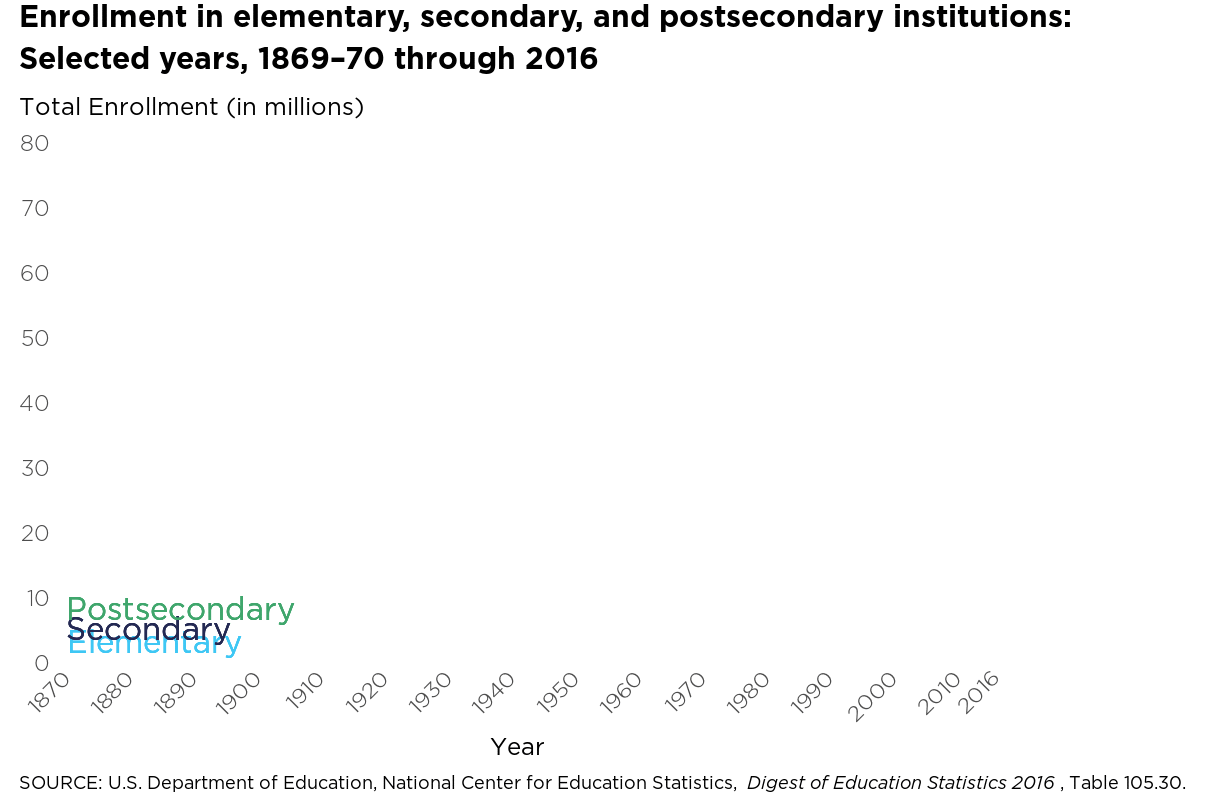 Enrollment in elementary, secondary, and postsecondary institutions:
Selected years, 1869–70 through 2016
Total Enrollment (in millions)
80
70
60
50
40
30
20
10
Postsecondary
Secondary
Elementary
0
1870 1880 1890 1900 1910 1920 1930 1940 1950 1960 1970 1980 1990 2000 2010 2016
Year
SOURCE: U.S. Department of Education, National Center for Education Statistics, Digest of Education Statistics 2016 , Table 105.30.